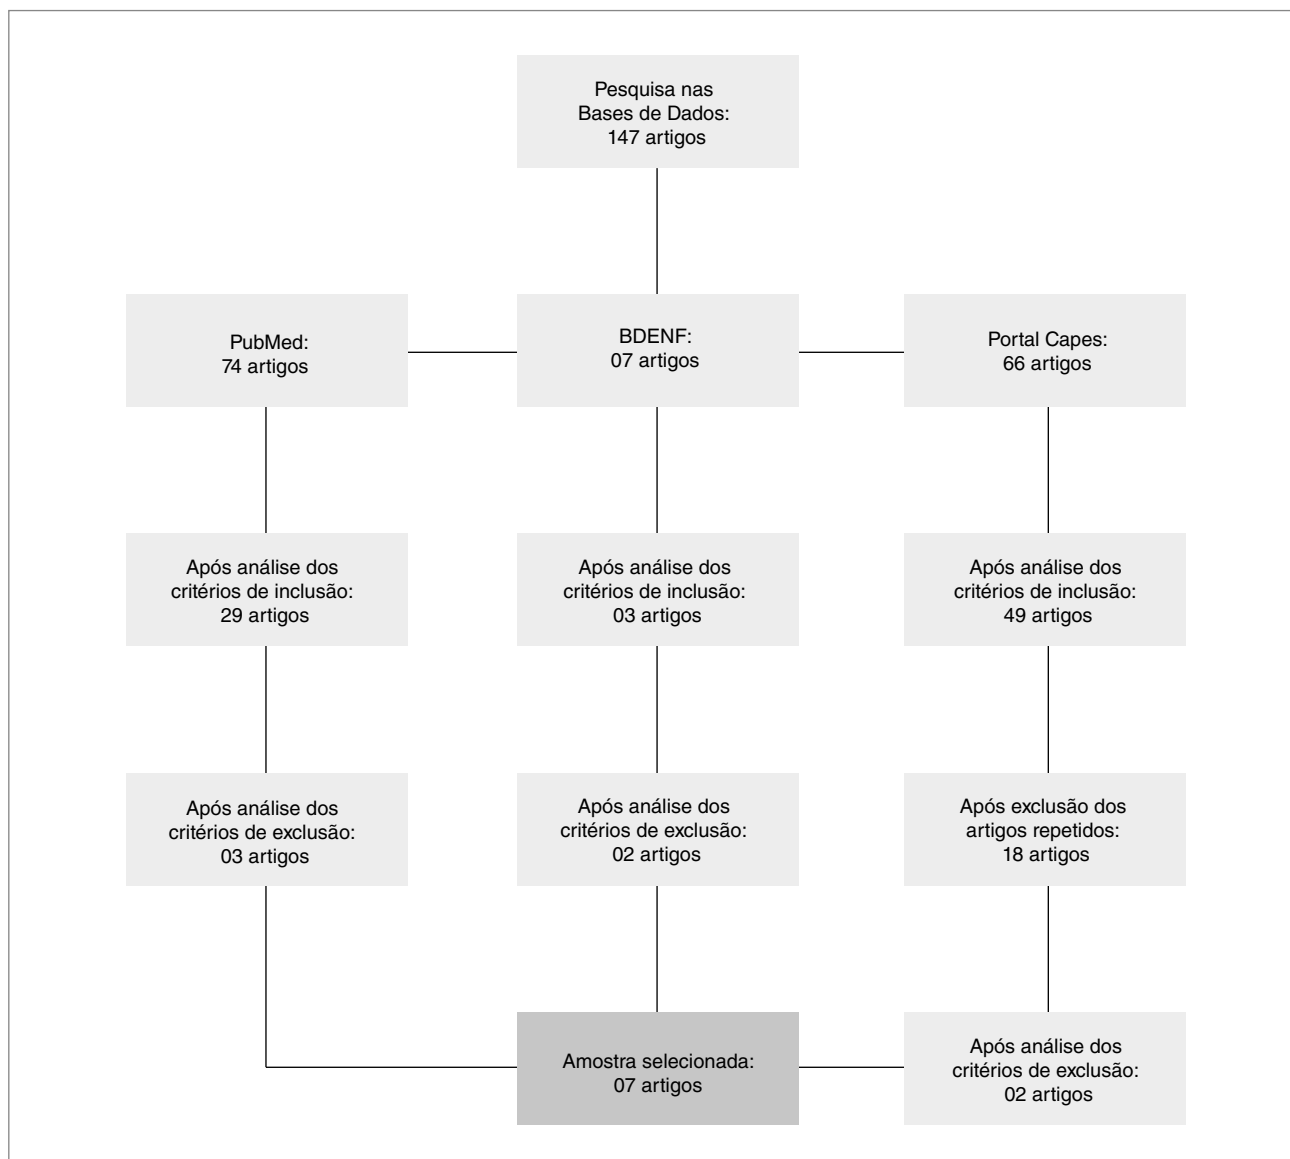 Pesquisa nas
Bases de Dados:
147 artigos
PubMed:
74 artigos
BDENF:
07 artigos
Portal Capes:
66 artigos
Após análise dos
critérios de inclusão:
29 artigos
Após análise dos
critérios de inclusão:
03 artigos
Após análise dos
critérios de inclusão:
49 artigos
Após análise dos
critérios de exclusão:
03 artigos
Após análise dos
critérios de exclusão:
02 artigos
Após exclusão dos
artigos repetidos:
18 artigos
Amostra selecionada:
07 artigos
Após análise dos
critérios de exclusão:
02 artigos